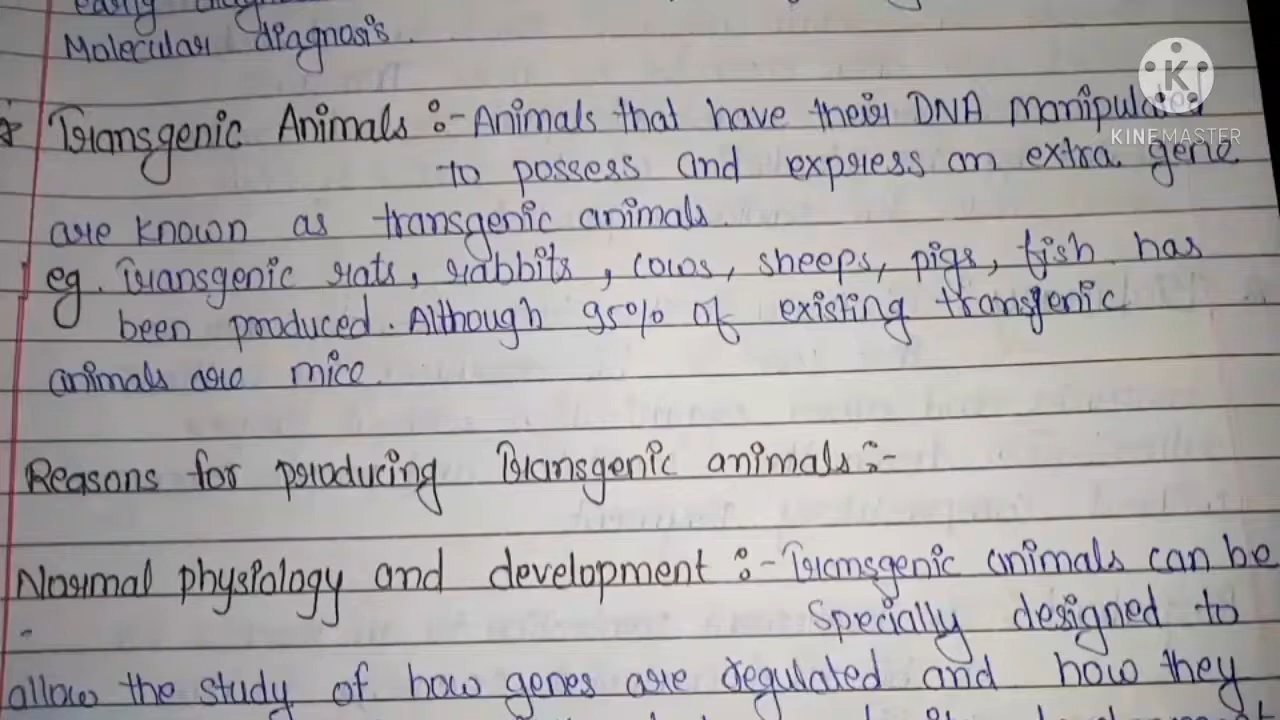 Molecular diagnosis.
Transgenic Animals :- Animals that have their DNA Manipulated
to possess and express an extra gene
are known as transgenic animals.
eg. Transgenic rats, rabbits, cows, sheeps, pigs, fish has
been produced. Although 95% of existing transgenic
animals are mice.
Reasons for producing Transgenic animals :-
Normal physiology and development :- Transgenic animals can be
Specially designed to
allow the study of how genes are regulated and how they
K
KINEMASTER